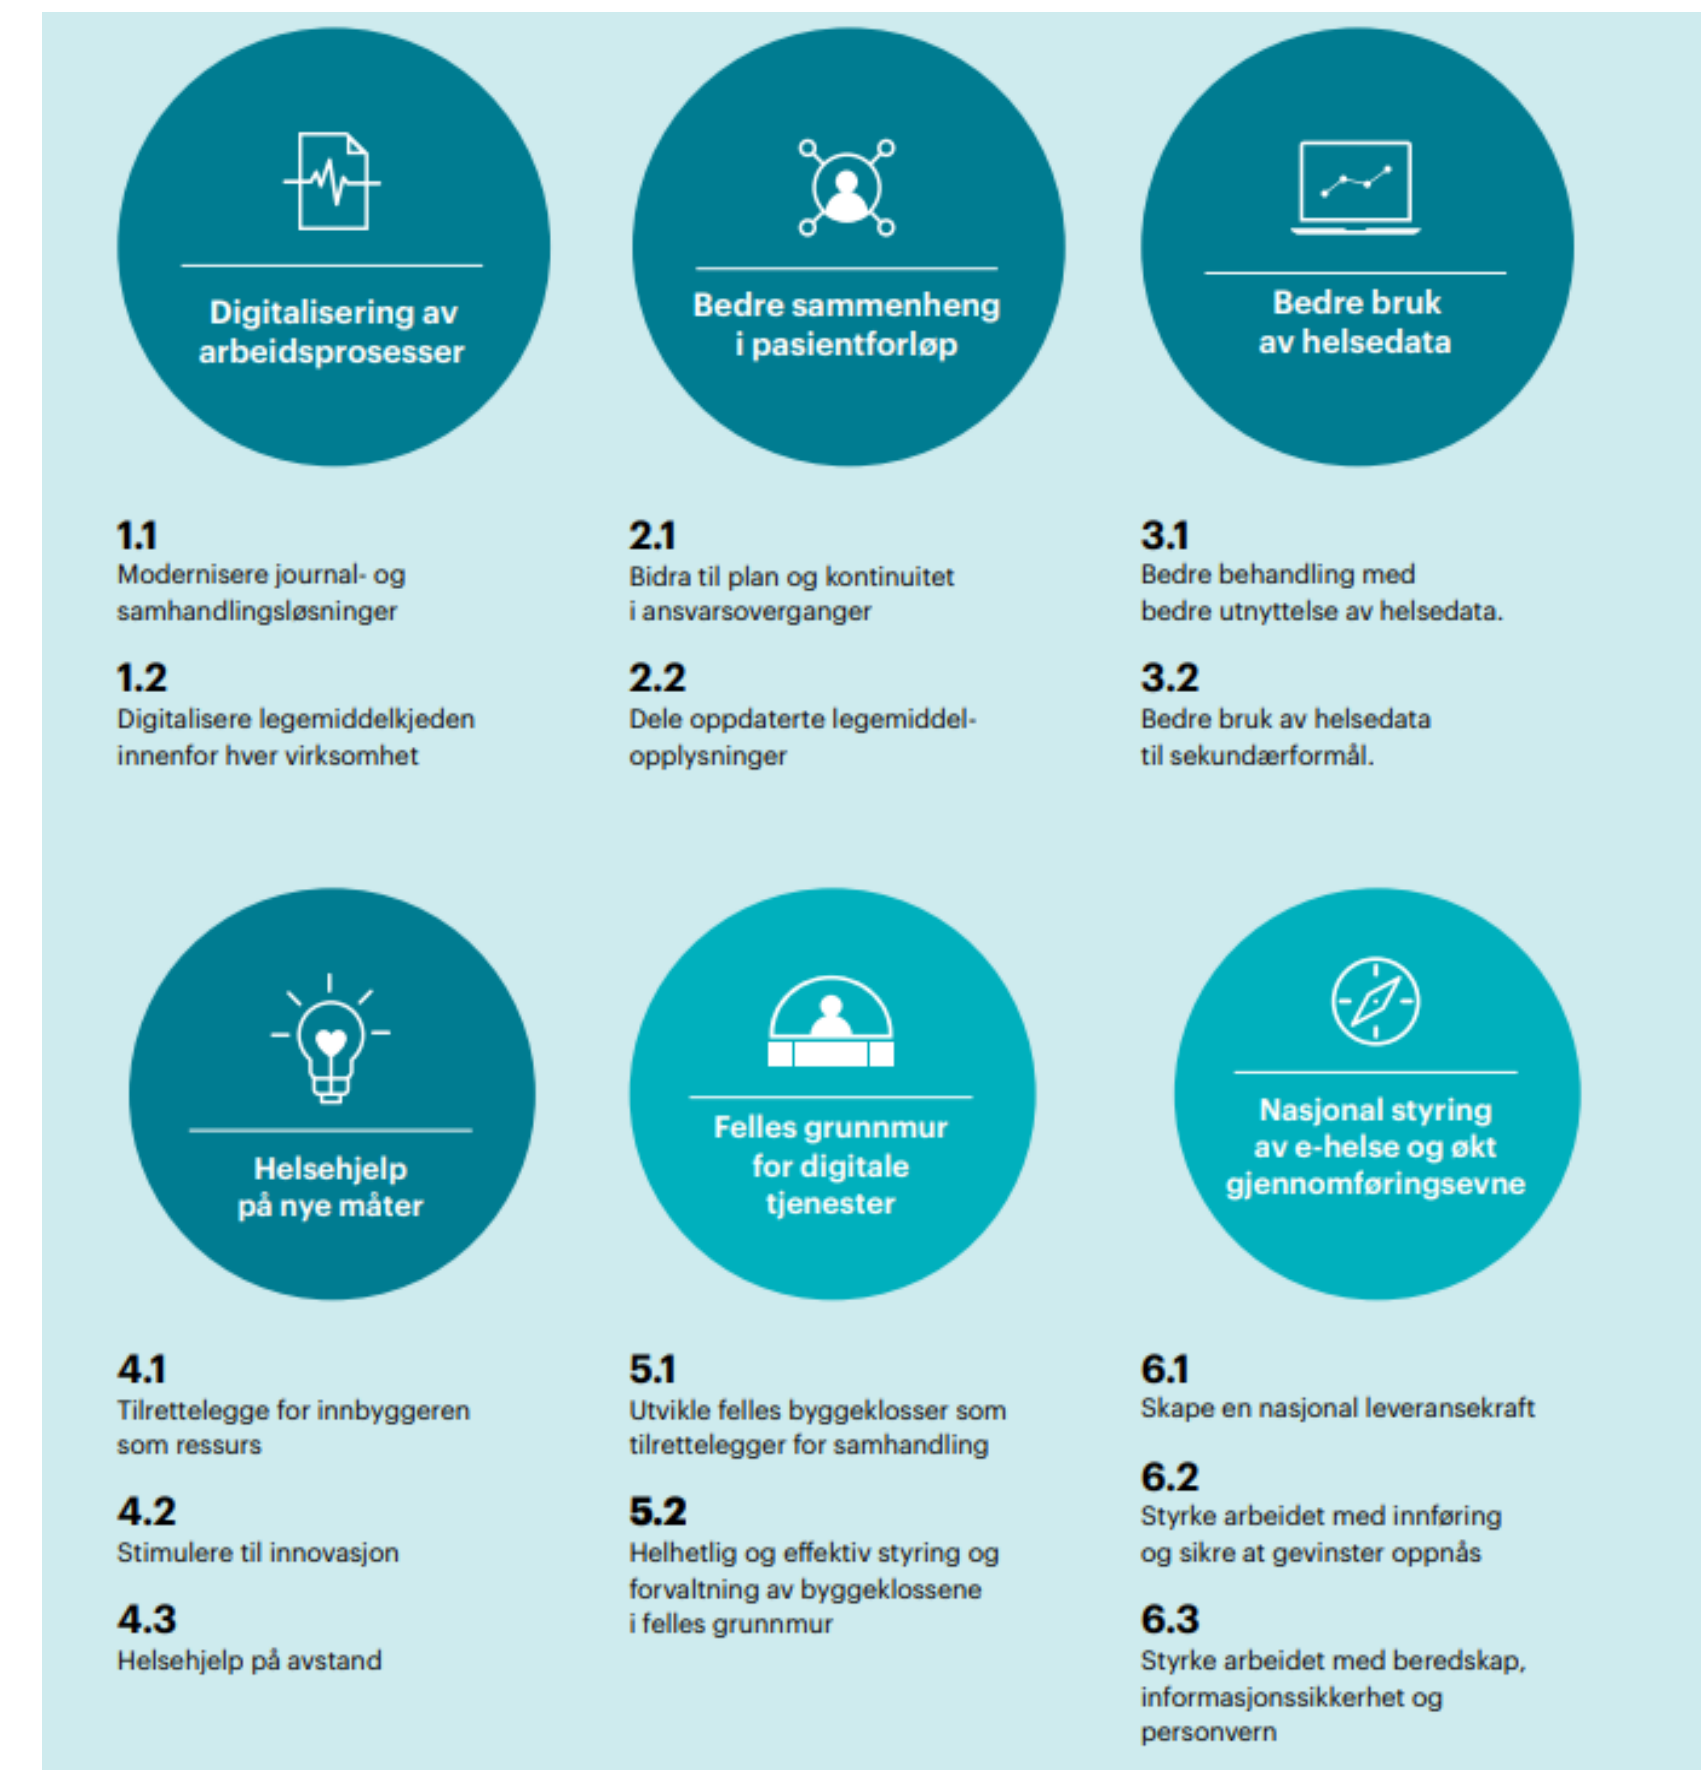 Digitalisering av
arbeidsprosesser
1.1
Modernisere journal- og
samhandlingsløsninger
1.2
Digitalisere legemiddelkjeden
innenfor hver virksomhet
Bedre sammenheng
i pasientforløp
2.1
Bidra til plan og kontinuitet
i ansvarsoverganger
2.2
Dele oppdaterte legemiddel-
opplysninger
Bedre bruk
av helsedata
3.1
Bedre behandling med
bedre utnyttelse av helsedata.
3.2
Bedre bruk av helsedata
til sekundærformål.
Helsehjelp
på nye måter
4.1
Tilrettelegge for innbyggeren
som ressurs
4.2
Stimulere til innovasjon
4.3
Helsehjelp på avstand
Felles grunnmur
for digitale
tjenester
5.1
Utvikle felles byggeklosser som
tilrettelegger for samhandling
5.2
Helhetlig og effektiv styring og
forvaltning av byggeklossene
i felles grunnmur
Nasjonal styring
av e-helse og økt
gjennomføringsevne
6.1
Skape en nasjonal leveransekraft
6.2
Styrke arbeidet med innføring
og sikre at gevinster oppnås
6.3
Styrke arbeidet med beredskap,
informasjonssikkerhet og
personvern